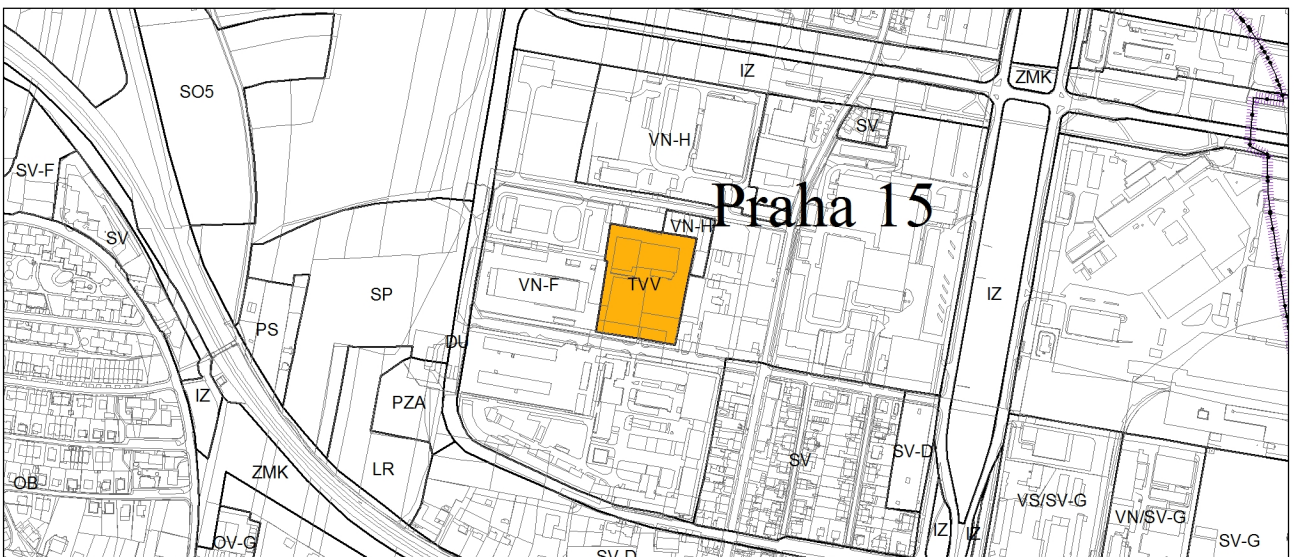 IZ
ZMK
SO5
SV
VN-H
SV-F
Praha 15
VN-H
SV
VN-F
TVV
SP
IZ
PS
DU
IZ
PZA
SV
SV-D
LR
ZMK
OB
VS/SV-G
VN/SV-G
IZ
IZ
OV-G
SV-G
SV-D